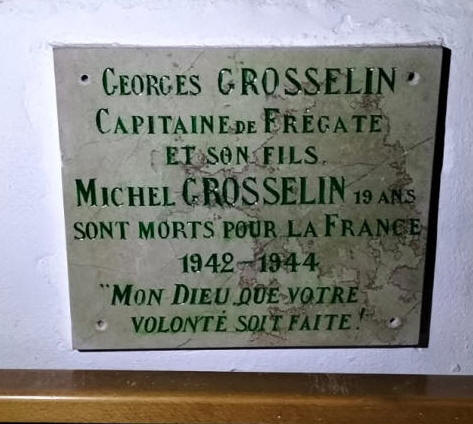 GEORGES GROSSELIN
CAPITAINE DE FRÉGATE
ET SON FILS
MICHEL GROSSELIN 19 ANS
SONT MORTS POUR LA FRANCE
1942-1944
"MON DIEU QUE VOTRE
VOLONTÉ SOIT FAITE!